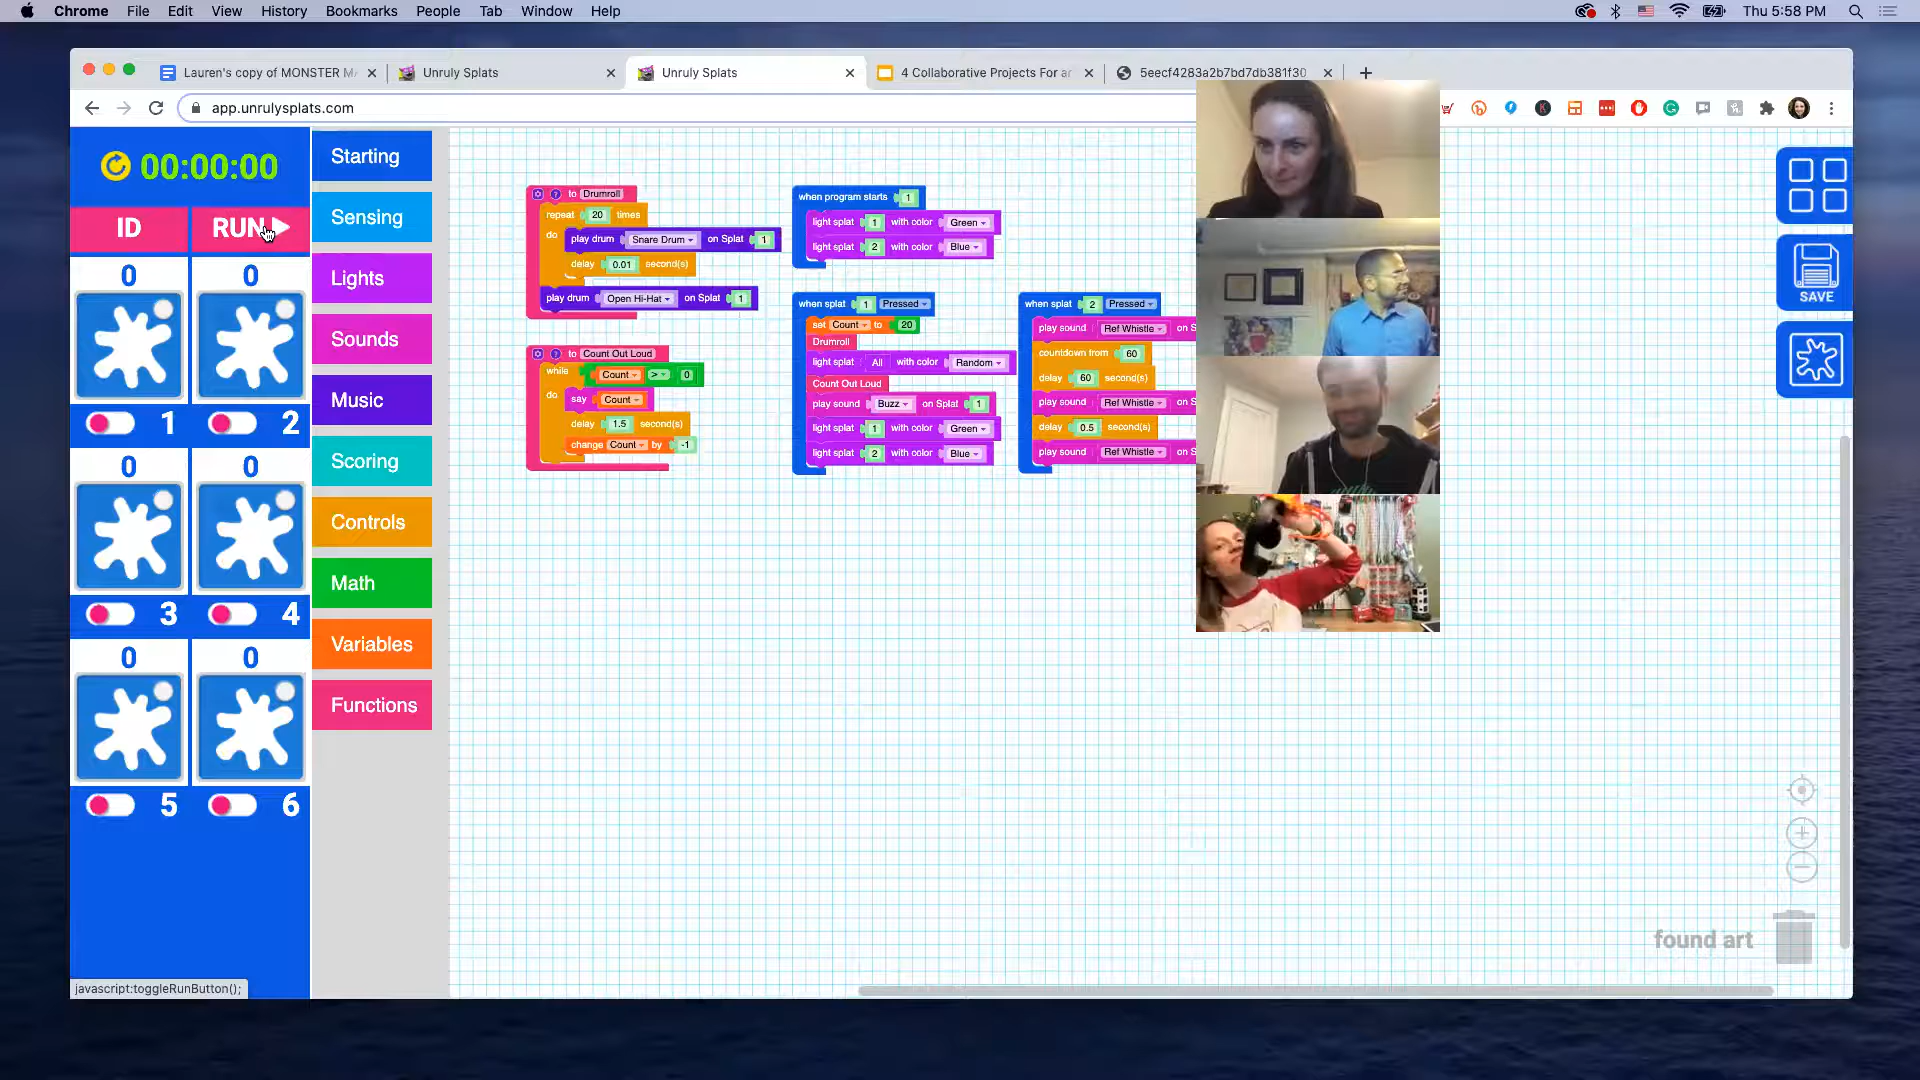 Chrome File Edit View History Bookmarks People Tab Window Help
Thu 5:58 PM
Lauren's copy of MONSTER
Unruly Splats
Unruly Splats
4 Collaborative Projects For
5eecf4283a2b7bd7db381f30
app.unrulysplats.com
00:00:00
ID
RUN
0
0
1
2
0
0
3
4
0
0
5
6
Starting
Sensing
Lights
Sounds
Music
Scoring
Controls
Math
Variables
Functions
? to Drumroll
repeat 20 times
do play drum Snare Drum on Splat 1
delay 0.01 second(s)
play drum Open Hi-Hat on Splat 1
? to Count Out Loud
while Count > 0
do say Count
delay 1.5 second(s)
change Count by -1
when program starts 1
light splat 1 with color Green
light splat 2 with color Blue
when splat 1 Pressed
set Count to 20
Drumroll
light splat All with color Random
Count Out Loud
play sound Buzz on Splat 1
light splat 1 with color Green
light splat 2 with color Blue
when splat 2 Pressed
play sound Ref Whistle on S
countdown from 60
delay 60 second(s)
play sound Ref Whistle on S
delay 0.5 second(s)
play sound Ref Whistle on S
SAVE
found art
javascript:toggleRunButton();